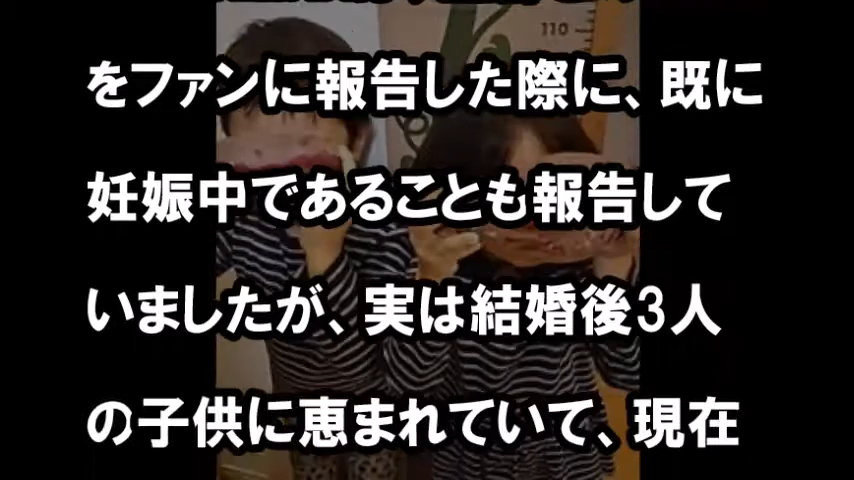 110
をファンに報告した際に、既に
妊娠中であることも報告して
いましたが、実は結婚後3人
の子供に恵まれていて、現在